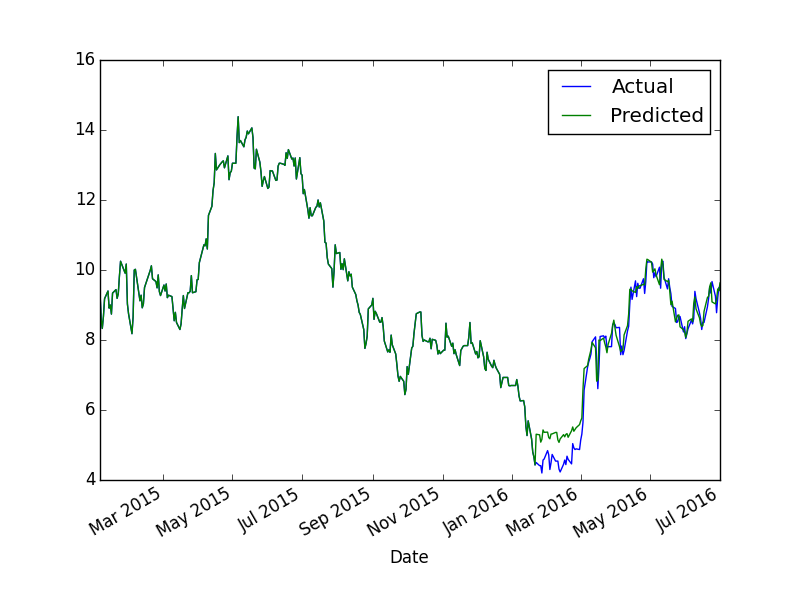 16
14
12
10
8
6
4
Actual
Predicted
Mar 2015
May 2015
Jul 2015
Sep 2015
Nov 2015
Jan 2016
Mar 2016
May 2016
Jul 2016
Date